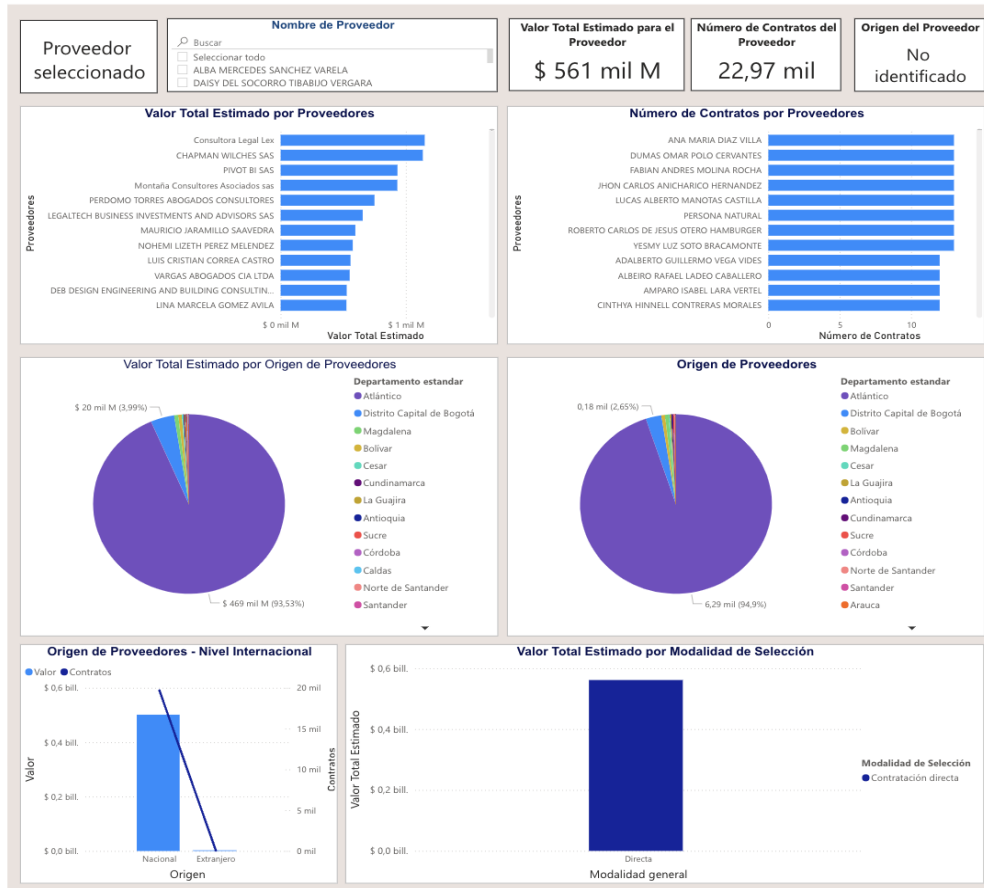 Proveedor
seleccionado
Nombre de Proveedor
Buscar
Seleccionar todo
ALBA MERCEDES SANCHEZ VARELA
DAISY DEL SOCORRO TIBABIJO VERGARA
Valor Total Estimado para el
Proveedor
$ 561 mil M
Número de Contratos del
Proveedor
22,97 mil
Origen del Proveedor
No
identificado
Valor Total Estimado por Proveedores
Proveedores
Consultora Legal Lex
CHAPMAN WILCHES SAS
PIVOT BI SAS
Montaña Consultores Asociados sas
PERDOMO TORRES ABOGADOS CONSULTORES
LEGALTECH BUSINESS INVESTMENTS AND ADVISORS SAS
MAURICIO JARAMILLO SAAVEDRA
NOHEMI LIZETH PEREZ MELENDEZ
LUIS CRISTIAN CORREA CASTRO
VARGAS ABOGADOS CIA LTDA
DEB DESIGN ENGINEERING AND BUILDING CONSULTIN...
LINA MARCELA GOMEZ AVILA
$ 0 mil M $ 1 mil M
Valor Total Estimado
Número de Contratos por Proveedores
Proveedores
ANA MARIA DIAZ VILLA
DUMAS OMAR POLO CERVANTES
FABIAN ANDRES MOLINA ROCHA
JHON CARLOS ANICHARICO HERNANDEZ
LUCAS ALBERTO MANOTAS CASTILLA
PERSONA NATURAL
ROBERTO CARLOS DE JESUS OTERO HAMBURGER
YESMY LUZ SOTO BRACAMONTE
ADALBERTO GUILLERMO VEGA VIDES
ALBEIRO RAFAEL LADEO CABALLERO
AMPARO ISABEL LARA VERTEL
CINTHYA HINNELL CONTRERAS MORALES
0 5 10
Número de Contratos
Valor Total Estimado por Origen de Proveedores
$ 20 mil M (3,99%)
$ 469 mil M (93,53%)
Departamento estandar
Atlántico
Distrito Capital de Bogotá
Magdalena
Bolívar
Cesar
Cundinamarca
La Guajira
Antioquia
Sucre
Córdoba
Caldas
Norte de Santander
Santander
Origen de Proveedores
0,18 mil (2,65%)
6,29 mil (94,9%)
Departamento estandar
Atlántico
Distrito Capital de Bogotá
Bolívar
Magdalena
Cesar
La Guajira
Antioquia
Cundinamarca
Sucre
Córdoba
Norte de Santander
Santander
Arauca
Origen de Proveedores - Nivel Internacional
Valor Contratos
Valor
$ 0,6 bill.
$ 0,4 bill.
$ 0,2 bill.
$ 0,0 bill.
20 mil
15 mil
10 mil
5 mil
0 mil
Contratos
Nacional Extranjero
Origen
Valor Total Estimado por Modalidad de Selección
Valor Total Estimado
$ 0,6 bill.
$ 0,4 bill.
$ 0,2 bill.
$ 0,0 bill.
Directa
Modalidad general
Modalidad de Selección
Contratación directa